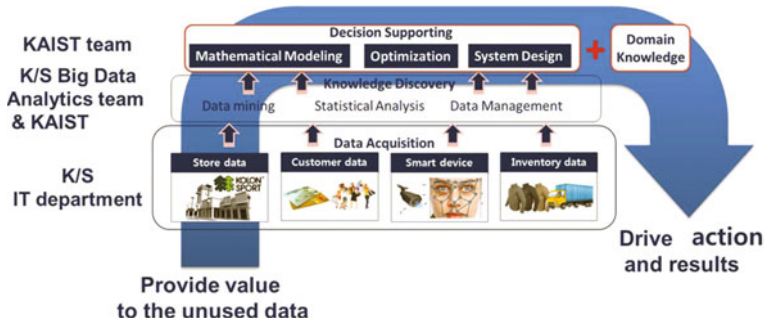 KAIST team
Decision Supporting
Mathematical Modeling
Optimization
System Design
Domain
Knowledge
K/S Big Data
Analytics team
& KAIST
Knowledge Discovery
Data mining
Statistical Analysis
Data Management
K/S
IT department
Data Acquisition
Store data
Customer data
Smart device
Inventory data
KOLON
SPORT
Provide value
to the unused data
Drive action
and results